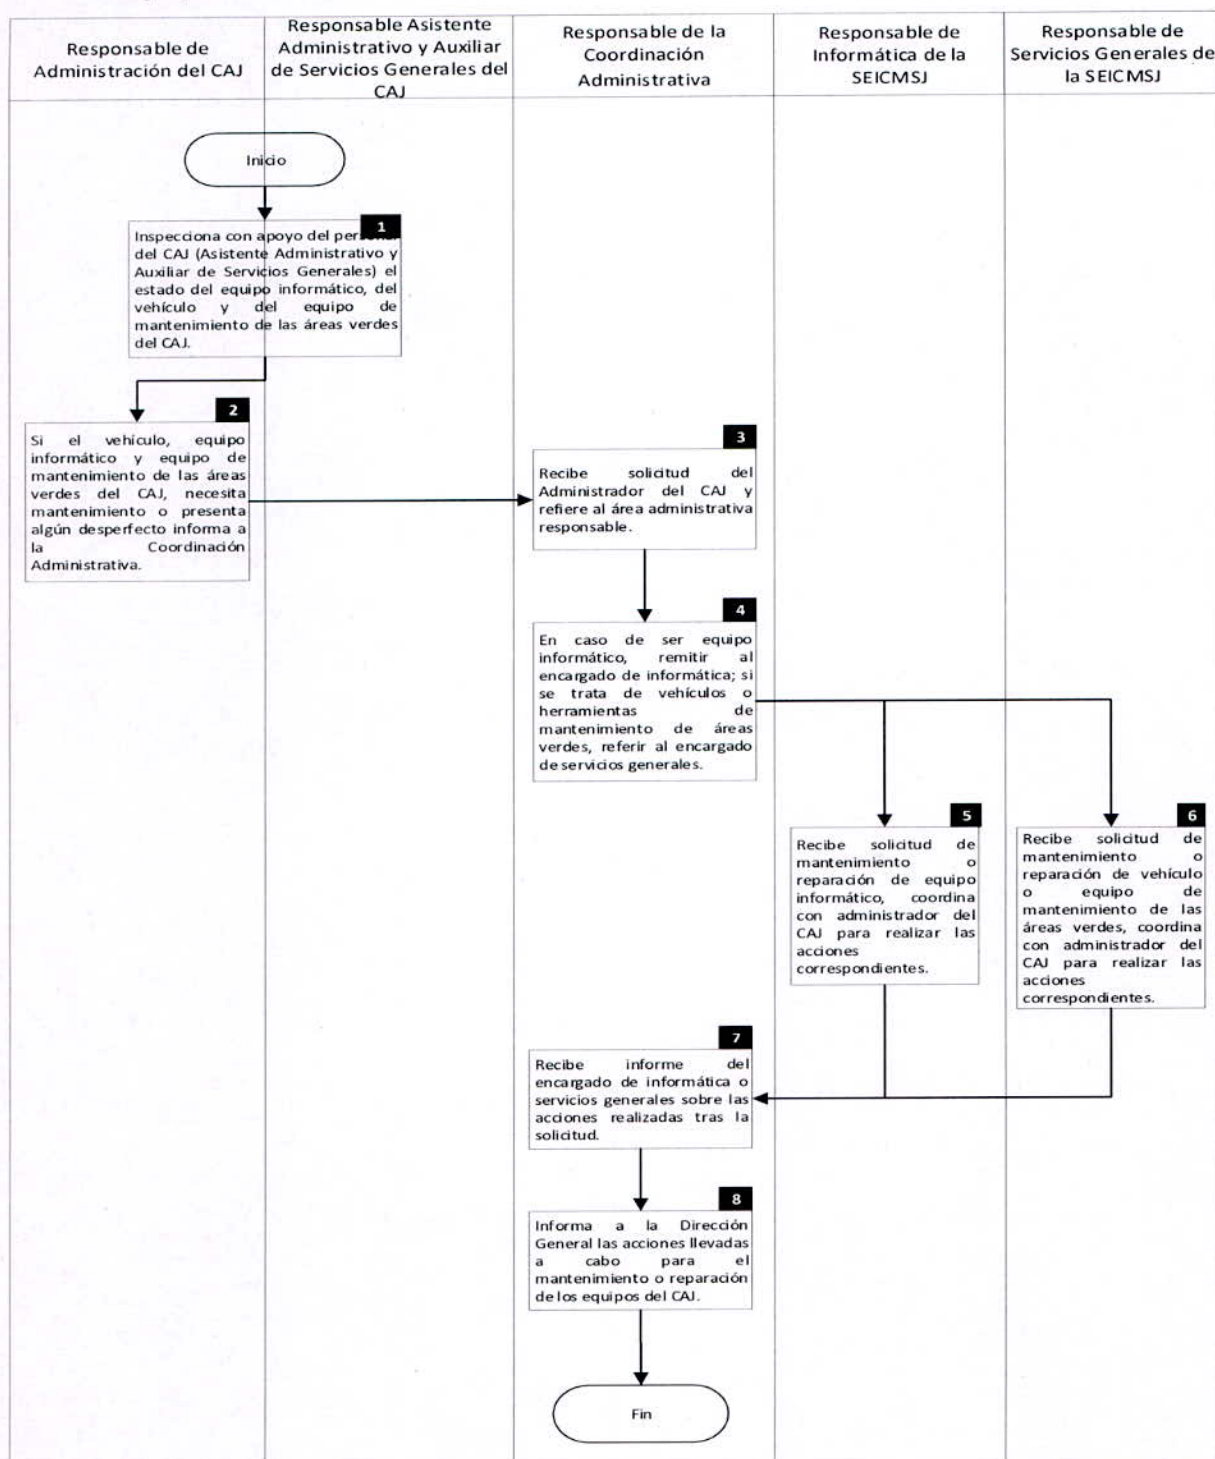 Responsable de
Administración del CAJ
Responsable Asistente
Administrativo y Auxiliar
de Servicios Generales del
CAJ
Responsable de la
Coordinación
Administrativa
Responsable de
Informática de la
SEICMSJ
Responsable de
Servicios Generales de
la SEICMSJ
Inicio
1
Inspecciona con apoyo del
del CAJ (Asistente Administrativo y
Auxiliar de Servicios Generales) el
estado del equipo informático, del
vehículo y del equipo de
mantenimiento de las áreas verdes
del CAJ.
2
Si el vehículo, equipo
informático y equipo de
mantenimiento de las áreas
verdes del CAJ, necesita
mantenimiento o presenta
algún desperfecto informa a
la Coordinación
Administrativa.
3
Recibe solicitud del
Administrador del CAJ y
refiere al área administrativa
responsable.
4
En caso de ser equipo
informático, remitir al
encargado de informática; si
se trata de vehículos o
herramientas de
mantenimiento de áreas
verdes, referir al encargado
de servicios generales.
5
Recibe solicitud de
mantenimiento o
reparación de equipo
informático, coordina
con administrador del
CAJ para realizar las
acciones
correspondientes.
6
Recibe solicitud de
mantenimiento o
reparación de vehículo
o equipo de
mantenimiento de las
áreas verdes, coordina
con administrador del
CAJ para realizar las
acciones
correspondientes.
7
Recibe informe del
encargado de informática o
servicios generales sobre las
acciones realizadas tras la
solicitud.
8
Informa a la Dirección
General las acciones llevadas
a cabo para el
mantenimiento o reparación
de los equipos del CAJ.
Fin